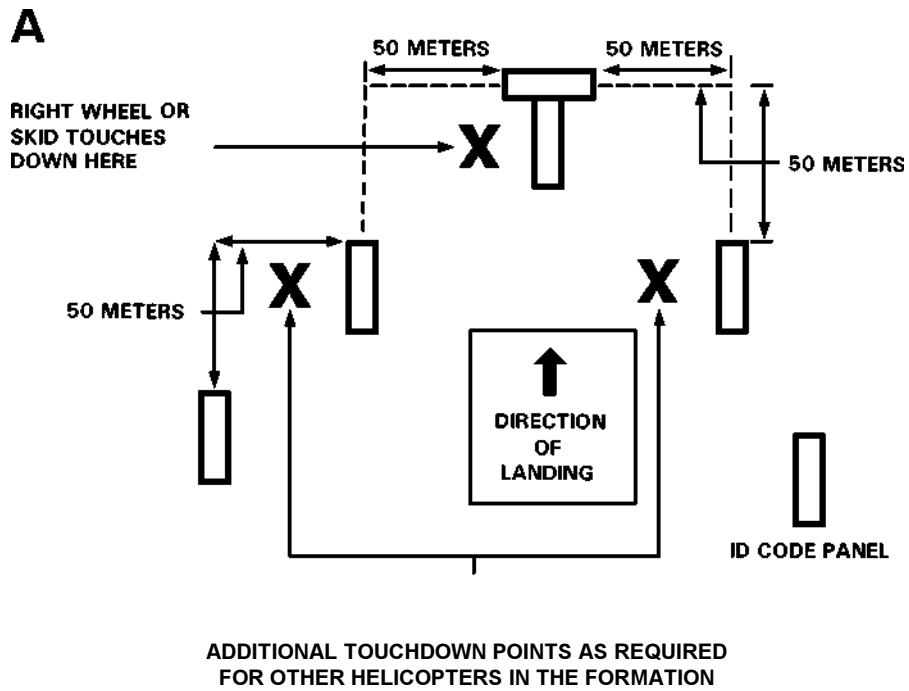 A
50 METERS
50 METERS
RIGHT WHEEL OR
SKID TOUCHES
DOWN HERE
X
50 METERS
X
X
50 METERS
DIRECTION
OF
LANDING
ID CODE PANEL
ADDITIONAL TOUCHDOWN POINTS AS REQUIRED
FOR OTHER HELICOPTERS IN THE FORMATION